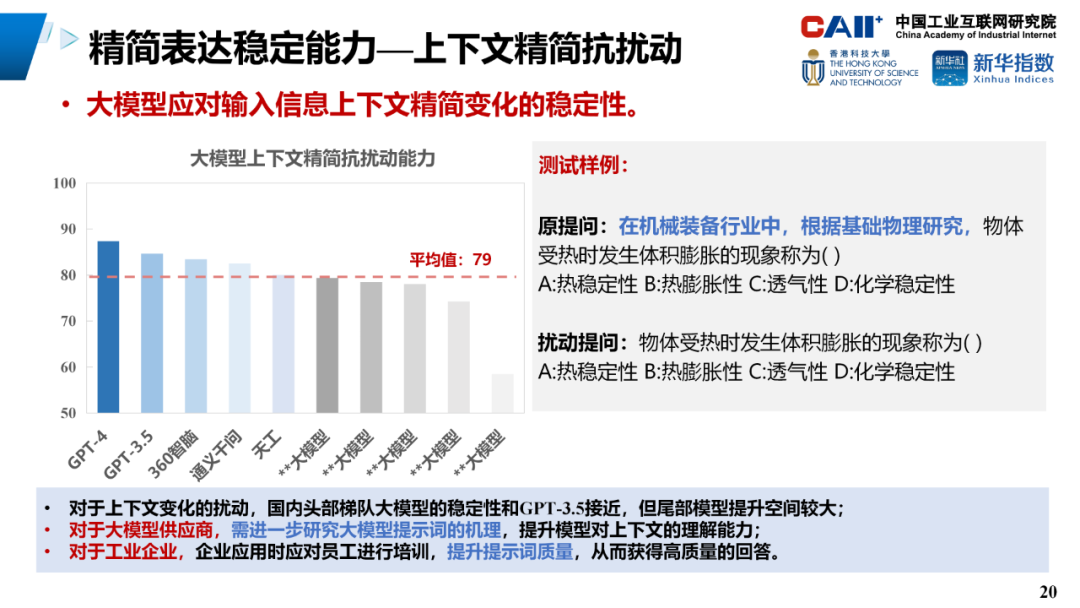 精简表达稳定能力—上下文精简抗扰动
CAII+
中国工业互联网研究院
China Academy of Industrial Internet
香港科技大學
THE HONG KONG
UNIVERSITY OF SCIENCE
AND TECHNOLOGY
新华社
新华指数
Xinhua Indices
• 大模型应对输入信息上下文精简变化的稳定性。
大模型上下文精简抗扰动能力
100
90
80
70
60
50
平均值：79
GPT-4
GPT-3.5
360智脑
通义千问
天工
**大模型
**大模型
**大模型
**大模型
**大模型
测试样例：
原提问：在机械装备行业中，根据基础物理研究，物体
受热时发生体积膨胀的现象称为( )
A:热稳定性 B:热膨胀性 C:透气性 D:化学稳定性
扰动提问：物体受热时发生体积膨胀的现象称为( )
A:热稳定性 B:热膨胀性 C:透气性 D:化学稳定性
• 对于上下文变化的扰动，国内头部梯队大模型的稳定性和GPT-3.5接近，但尾部模型提升空间较大；
• 对于大模型供应商，需进一步研究大模型提示词的机理，提升模型对上下文的理解能力；
• 对于工业企业，企业应用时应对员工进行培训，提升提示词质量，从而获得高质量的回答。
20